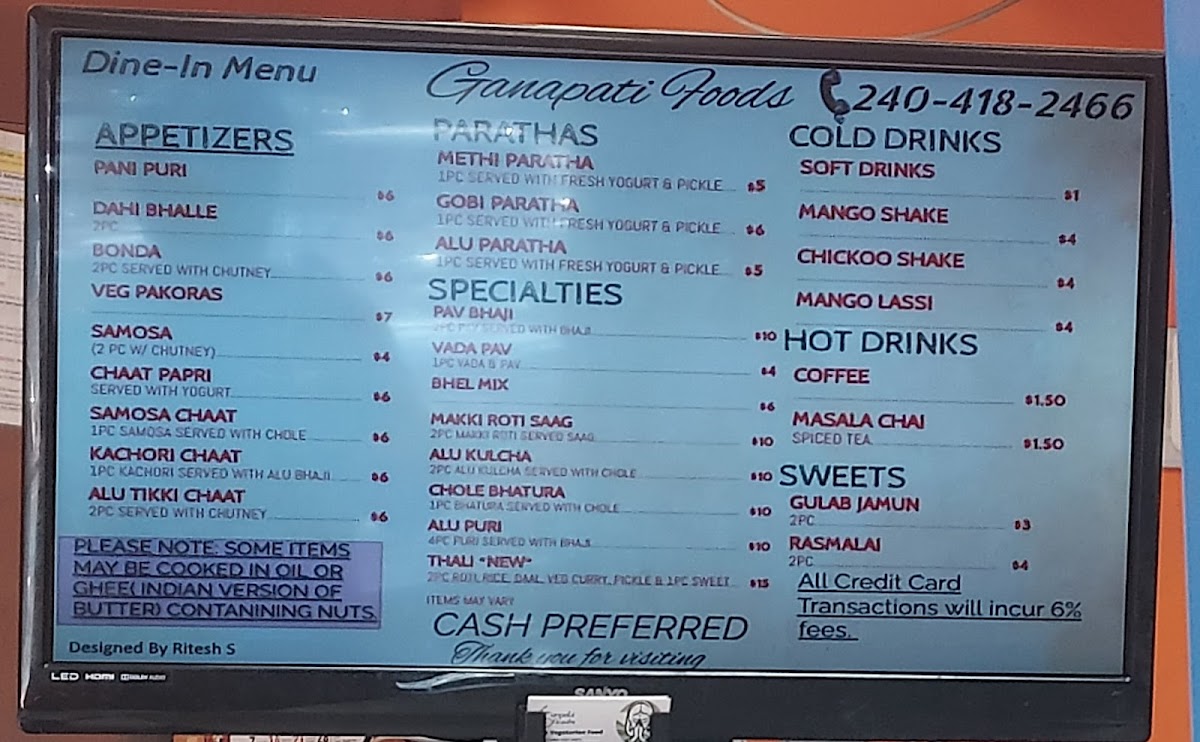 Dine-In Menu
Ganapati Foods
240-418-2466
APPETIZERS
PANI PURI
$6
DAHI BHALLE
2PC $6
BONDA
2PC SERVED WITH CHUTNEY $6
VEG PAKORAS
$7
SAMOSA
(2 PC W/ CHUTNEY) $4
CHAAT PAPRI
SERVED WITH YOGURT $6
SAMOSA CHAAT
1PC SAMOSA SERVED WITH CHOLE $6
KACHORI CHAAT
1PC KACHORI SERVED WITH ALU BHAJI $6
ALU TIKKI CHAAT
2PC SERVED WITH CHUTNEY $6
PLEASE NOTE: SOME ITEMS
MAY BE COOKED IN OIL OR
GHEE( INDIAN VERSION OF
BUTTER) CONTANINING NUTS.
Designed By Ritesh S
PARATHAS
METHI PARATHA
1PC SERVED WITH FRESH YOGURT & PICKLE $5
GOBI PARATHA
1PC SERVED WITH FRESH YOGURT & PICKLE $6
ALU PARATHA
1PC SERVED WITH FRESH YOGURT & PICKLE $5
SPECIALTIES
PAV BHAJI
2PC PAV SERVED WITH BHAJI $10
VADA PAV
1PC VADA & PAV $4
BHEL MIX
$6
MAKKI ROTI SAAG
2PC MAKKI ROTI SERVED SAAG $10
ALU KULCHA
2PC ALU KULCHA SERVED WITH CHOLE $10
CHOLE BHATURA
1PC BHATURA SERVED WITH CHOLE $10
ALU PURI
4PC PURI SERVED WITH BHAJI $10
THALI *NEW*
2PC ROTI, RICE, DAAL, VEG CURRY, PICKLE & 1PC SWEET $15
ITEMS MAY VARY
CASH PREFERRED
Thank you for visiting
COLD DRINKS
SOFT DRINKS
$1
MANGO SHAKE
$4
CHICKOO SHAKE
$4
MANGO LASSI
$4
HOT DRINKS
COFFEE
$1.50
MASALA CHAI
SPICED TEA $1.50
SWEETS
GULAB JAMUN
2PC $3
RASMALAI
2PC $4
All Credit Card
Transactions will incur 6%
fees.
LED HDMI DOLBY AUDIO
SANYO
Vegetarian Food